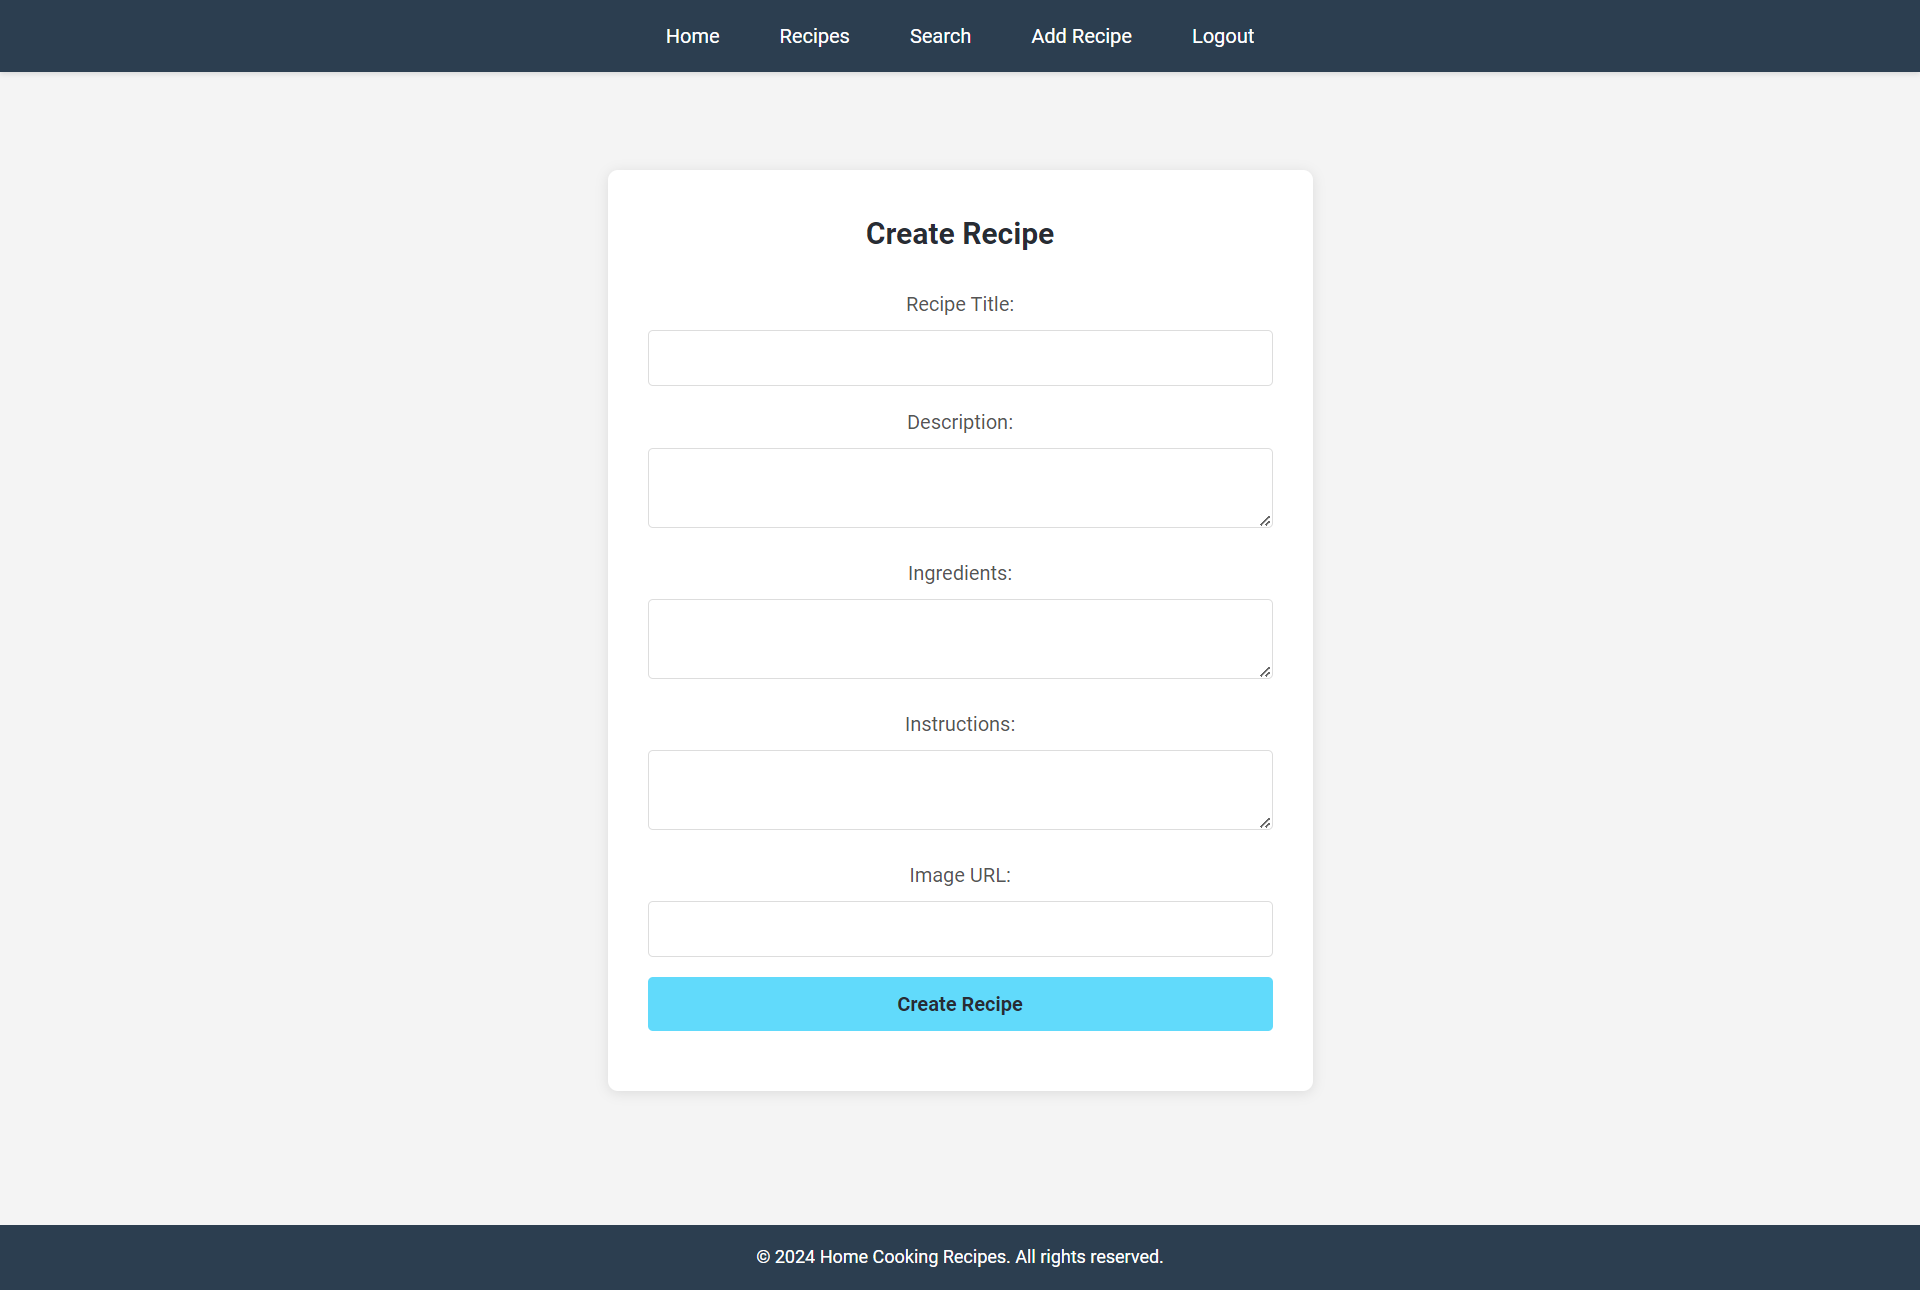 Home Recipes Search Add Recipe Logout
Create Recipe
Recipe Title:
Description:
Ingredients:
Instructions:
Image URL:
Create Recipe
© 2024 Home Cooking Recipes. All rights reserved.